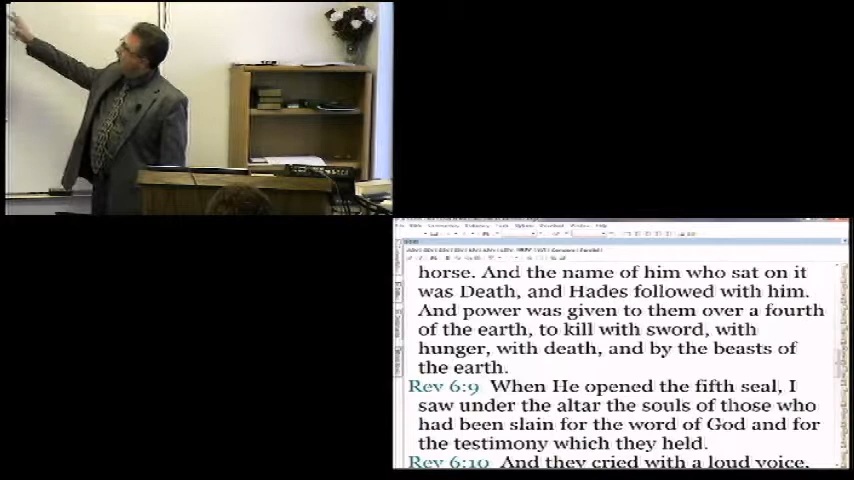 horse. And the name of him who sat on it
was Death, and Hades followed with him.
And power was given to them over a fourth
of the earth, to kill with sword, with
hunger, with death, and by the beasts of
the earth.
Rev 6:9 When He opened the fifth seal, I
saw under the altar the souls of those who
had been slain for the word of God and for
the testimony which they held.
Rev 6:10 And they cried with a loud voice,